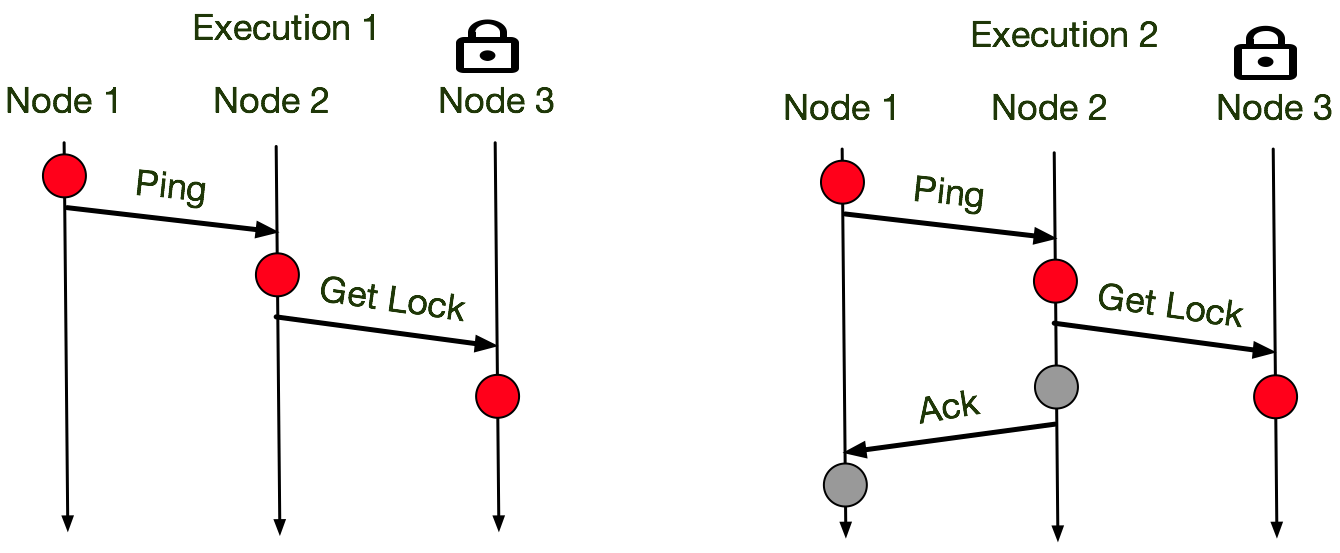 Execution 1
Node 1
Node 2
Node 3
Ping
Get Lock
Execution 2
Node 1
Node 2
Node 3
Ping
Get Lock
Ack